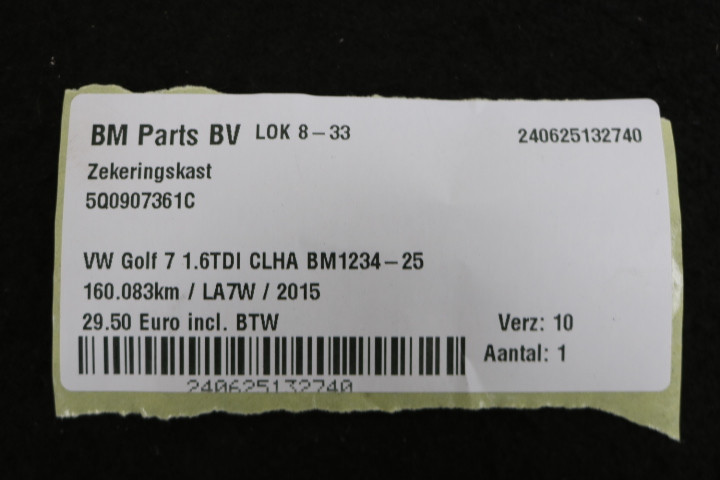 BM Parts BV LOK 8-33 240625132740
Zekeringskast
5Q0907361C
VW Golf 7 1.6TDI CLHA BM1234-25
160.083km / LA7W / 2015
29.50 Euro incl. BTW Verz: 10
Aantal: 1
240625132740